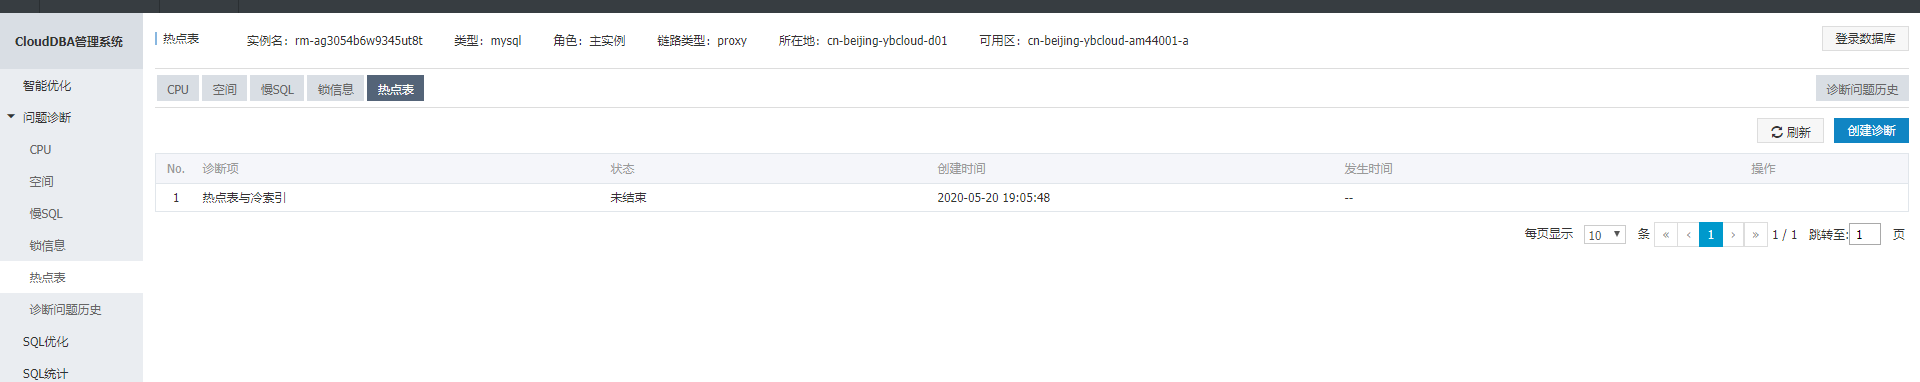 CloudDBA管理系统
智能优化
问题诊断
CPU
空间
慢SQL
锁信息
热点表
诊断问题历史
SQL优化
SQL统计
热点表 实例名: rm-ag3054b6w9345ut8t 类型: mysql 角色: 主实例 链路类型: proxy 所在地: cn-beijing-ybcloud-d01 可用区: cn-beijing-ybcloud-am44001-a 登录数据库
CPU 空间 慢SQL 锁信息 热点表 诊断问题历史
刷新 创建诊断
No. 诊断项 状态 创建时间 发生时间 操作
1 热点表与冷索引 未结束 2020-05-20 19:05:48 --
每页显示 10 条 « ‹ 1 › » 1 / 1 跳转至: 1 页